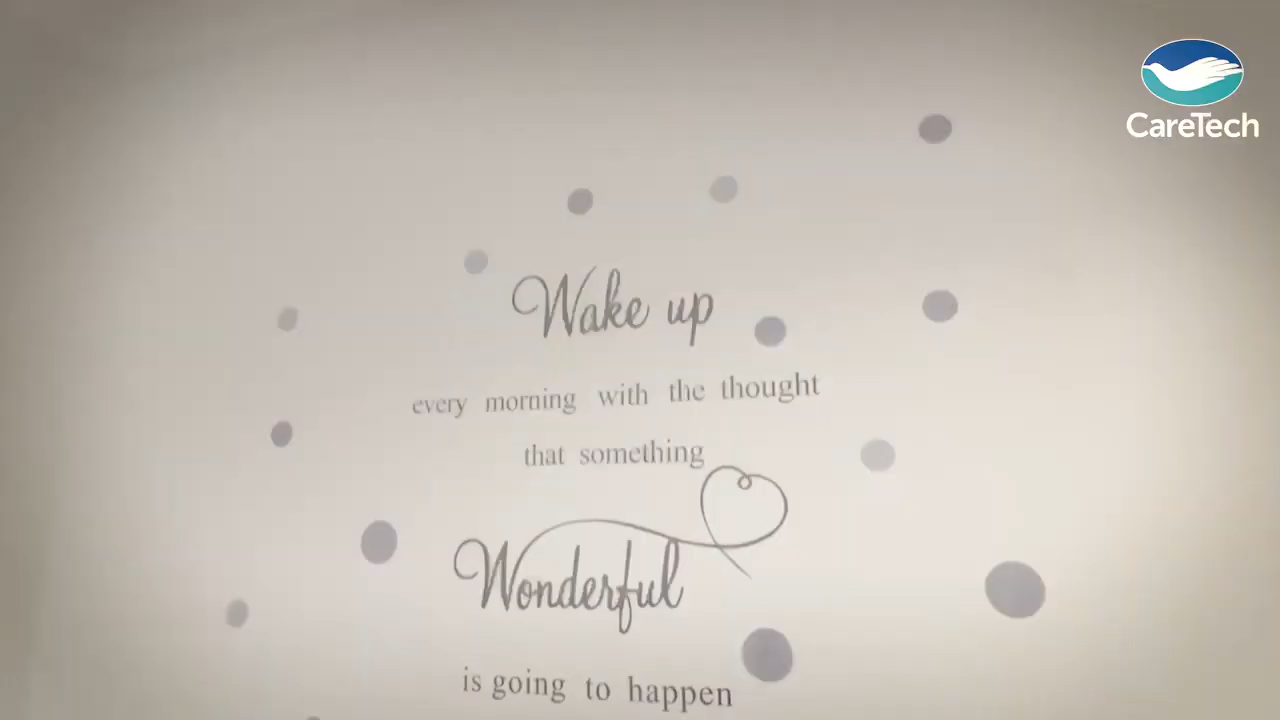 CareTech
Wake up
every morning with the thought
that something
Wonderful
is going to happen